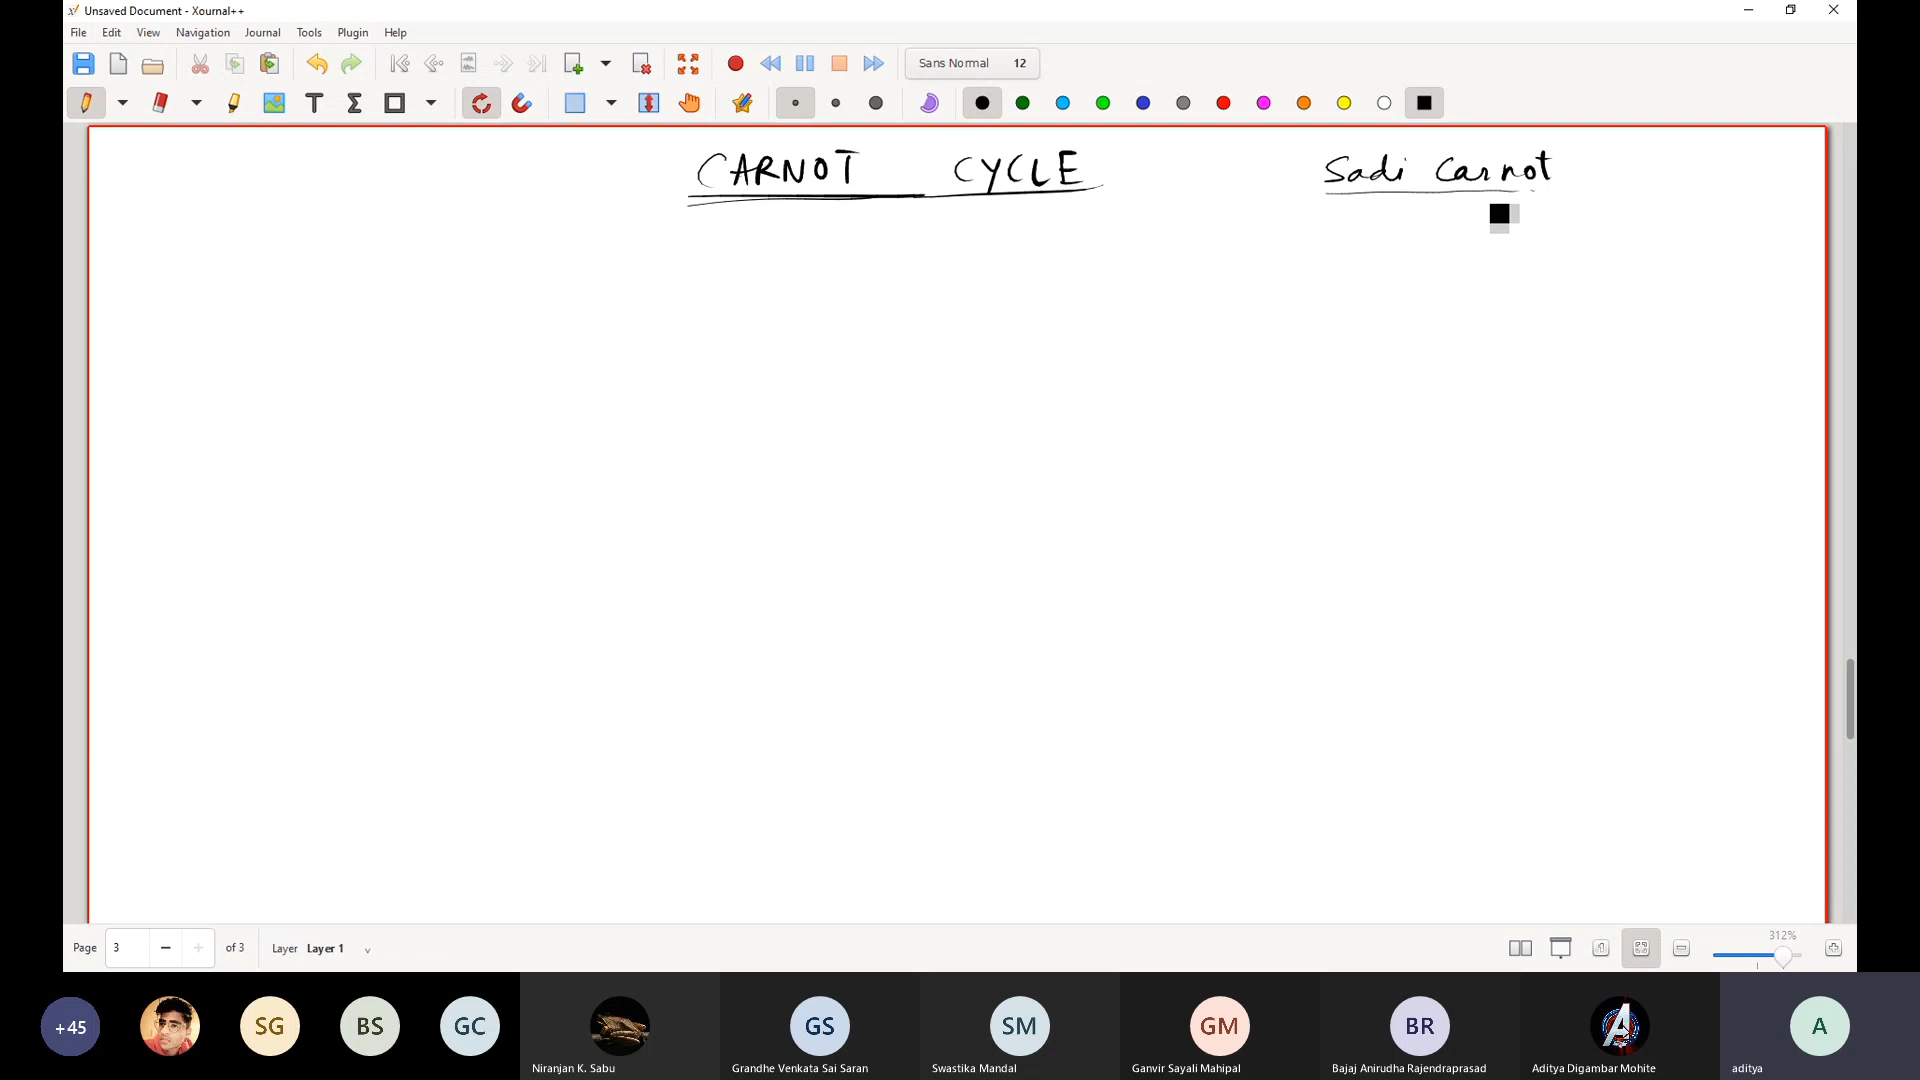 Unsaved Document - Xournal++
File Edit View Navigation Journal Tools Plugin Help
Sans Normal 12
CARNOT CYCLE Sadi Carnot
Page 3 of 3 Layer Layer 1 312%
+45 SG BS GC GS SM GM BR A
Niranjan K. Sabu Grandhe Venkata Sai Saran Swastika Mandal Ganvir Sayali Mahipal Bajaj Anirudha Rajendraprasad Aditya Digambar Mohite aditya